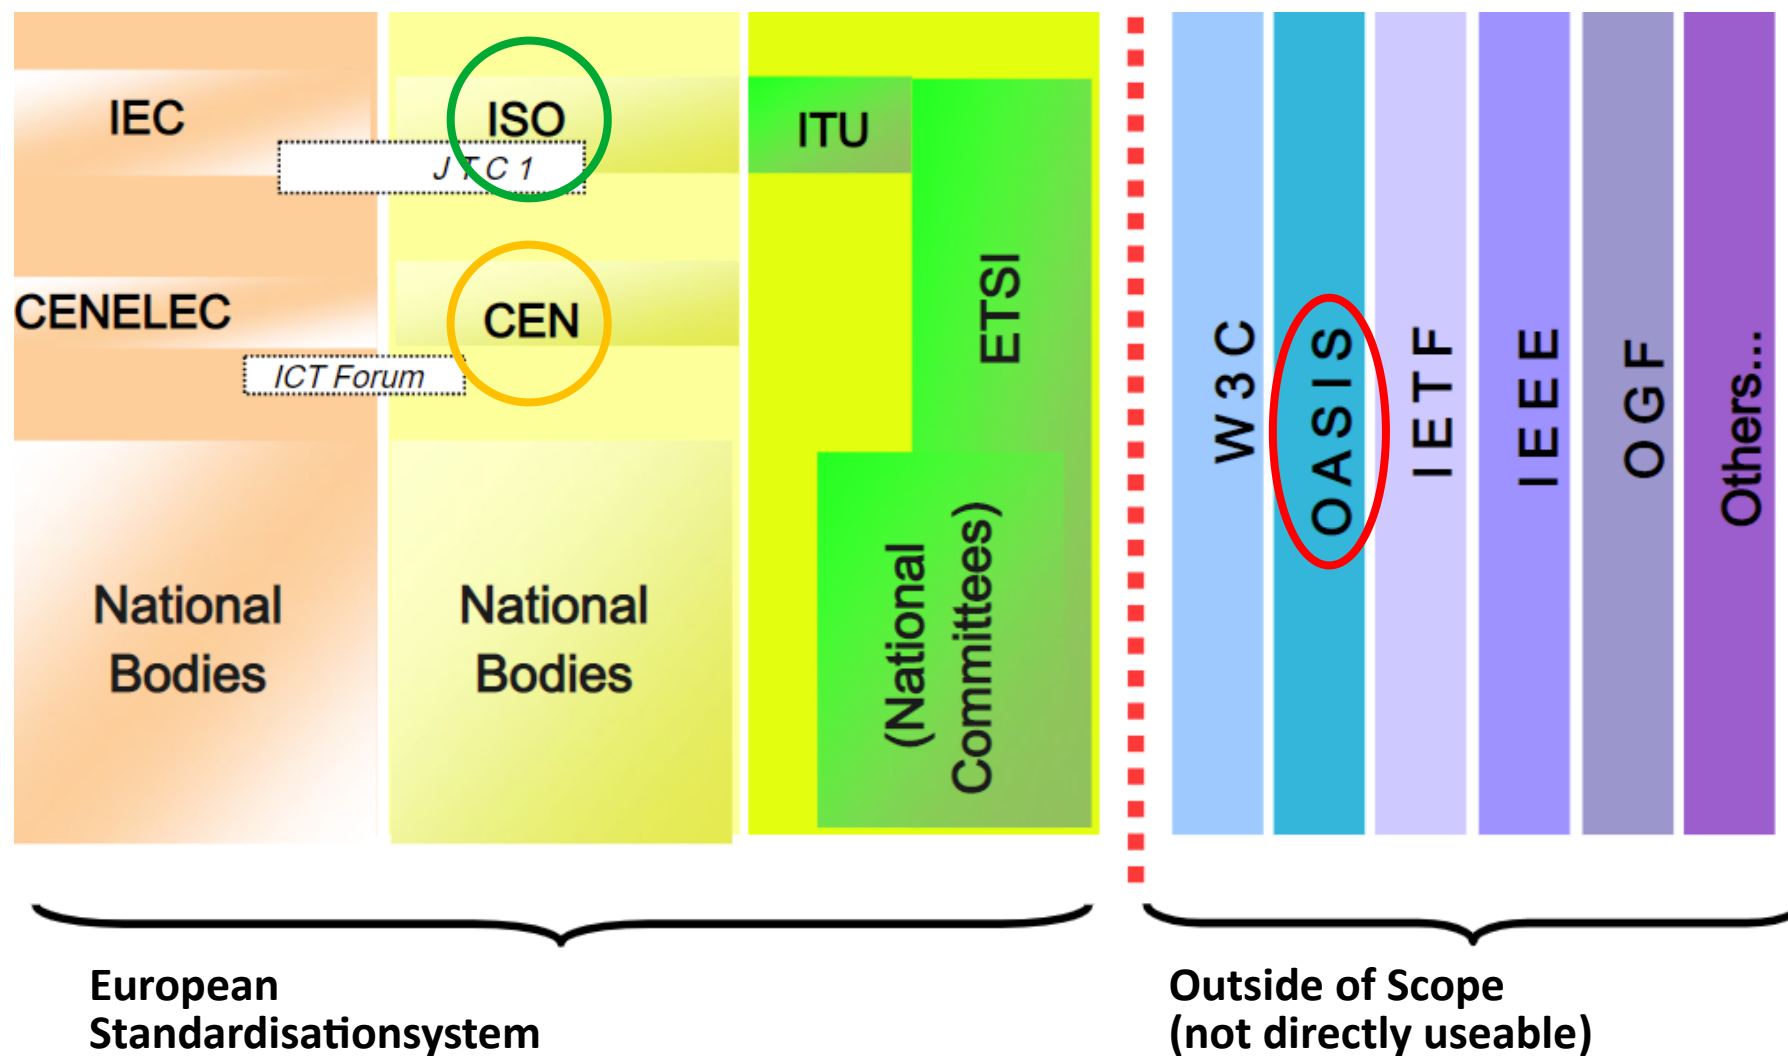 IEC
ISO
J T C 1
ITU
CENELEC
CEN
ICT Forum
ETSI
National
Bodies
National
Bodies
(National
Committees)
W3C
OASIS
IETF
IEEE
OGF
Others...
European
Standardisationsystem
Outside of Scope
(not directly useable)